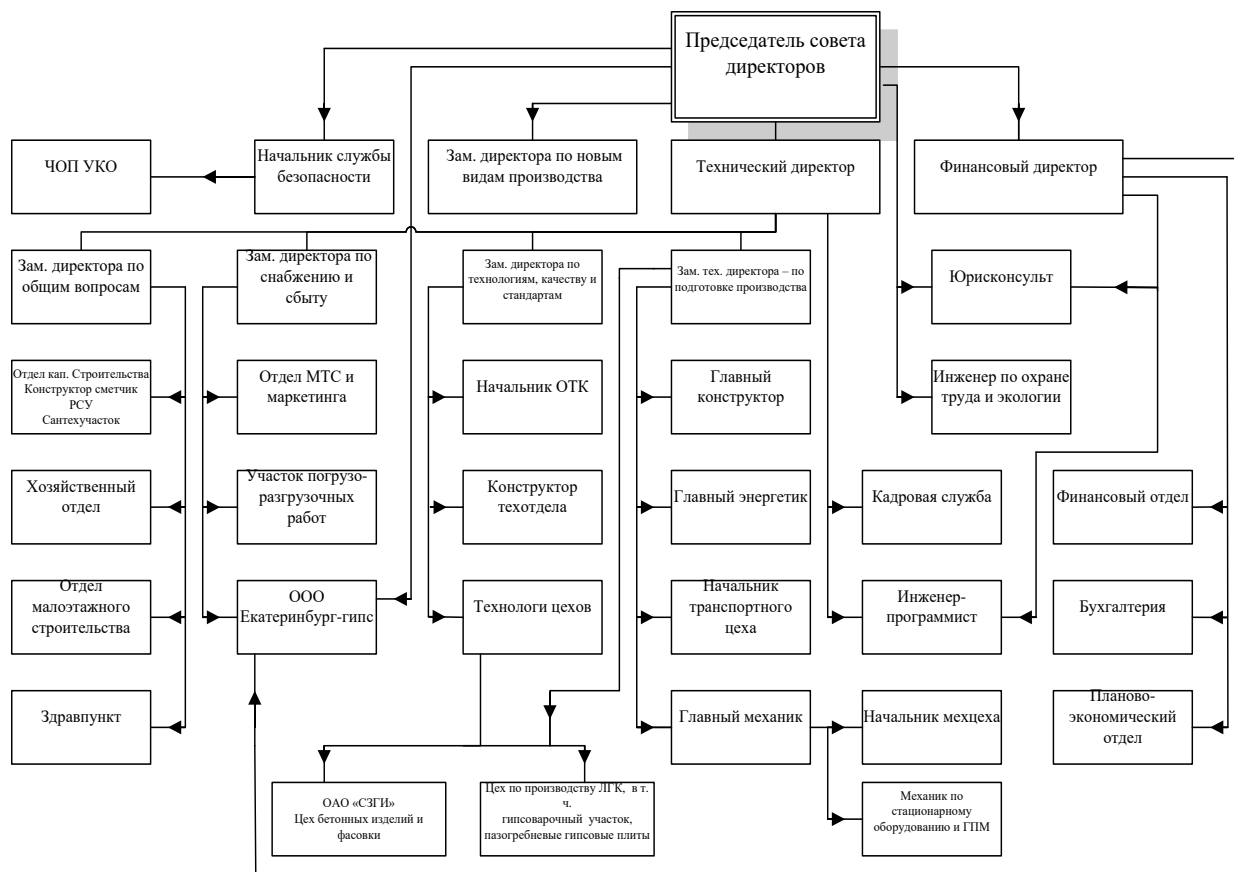 Председатель совета
директоров
ЧОП УКО
Начальник службы
безопасности
Зам. директора по новым
видам производства
Технический директор
Финансовый директор
Зам. директора по
общим вопросам
Зам. директора по
снабжению и
сбыту
Зам. директора по
технологиям, качеству и
стандартам
Зам. тех. директора – по
подготовке производства
Юрисконсульт
Отдел кап. Строительства
Конструктор сметчик
РСУ
Сантехучасток
Отдел МТС и
маркетинга
Начальник ОТК
Главный
конструктор
Инженер по охране
труда и экологии
Хозяйственный
отдел
Участок погрузо-
разгрузочных
работ
Конструктор
техотдела
Главный энергетик
Кадровая служба
Финансовый отдел
Отдел
малоэтажного
строительства
ООО
Екатеринбург-гипс
Технологи цехов
Начальник
транспортного
цеха
Инженер-
программист
Бухгалтерия
Здравпункт
Главный механик
Начальник мехцеха
Планово-
экономический
отдел
ОАО «СЗГИ»
Цех бетонных изделий и
фасовки
Цех по производству ЛГК, в т.
ч.
гипсоварочный участок,
пазогребневые гипсовые плиты
Механик по
стационарному
оборудованию и ГПМ